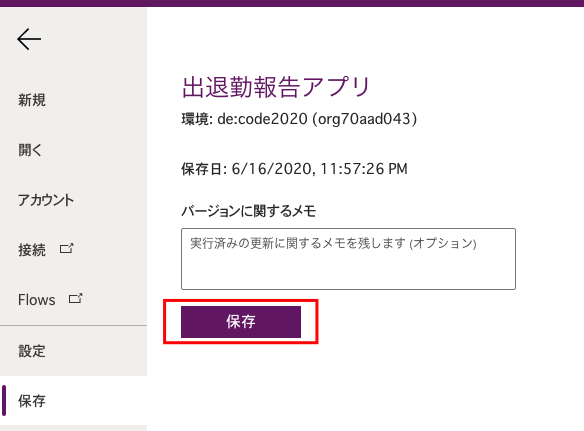 新規
開く
アカウント
接続
Flows
設定
保存
出退勤報告アプリ
環境: de:code2020 (org70aad043)
保存日: 6/16/2020, 11:57:26 PM
バージョンに関するメモ
実行済みの更新に関するメモを残します (オプション)
保存